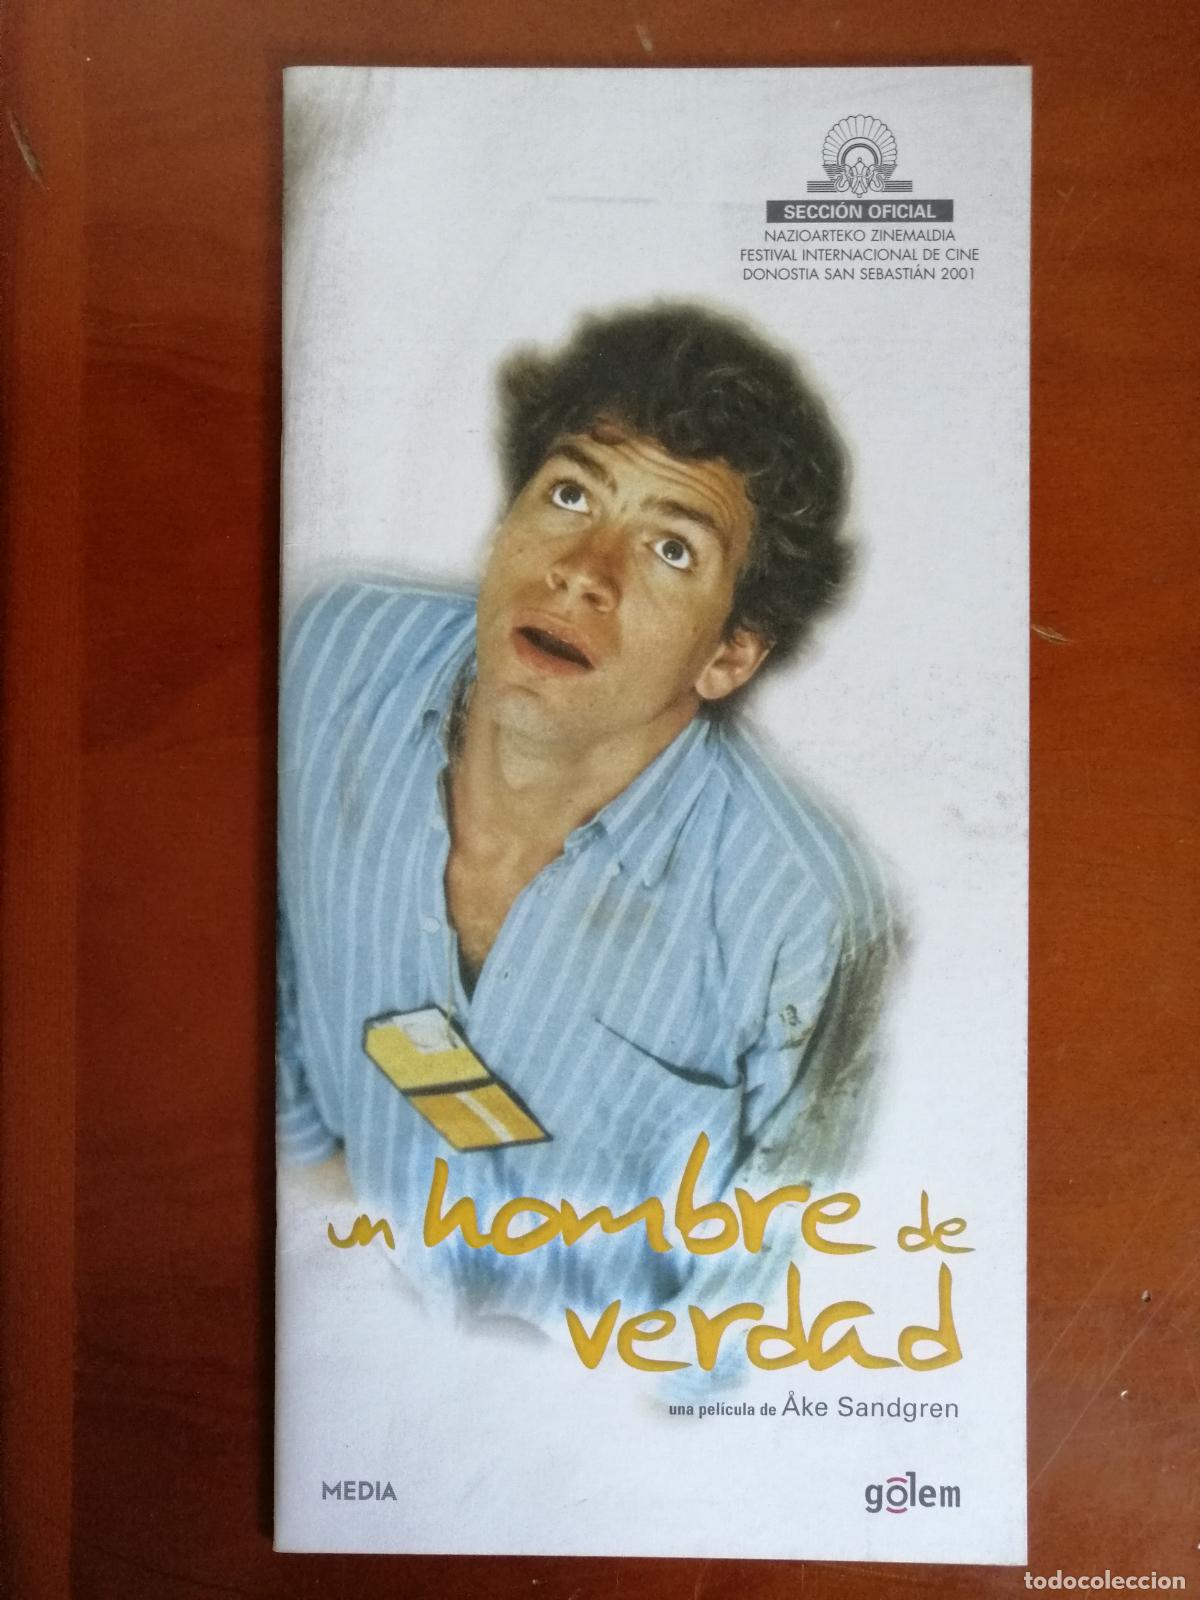 SECCIÓN OFICIAL
NAZIOARTEKO ZINEMALDIA
FESTIVAL INTERNACIONAL DE CINE
DONOSTIA SAN SEBASTIÁN 2001
un hombre de
verdad
una película de Åke Sandgren
MEDIA
golem
todocoleccion